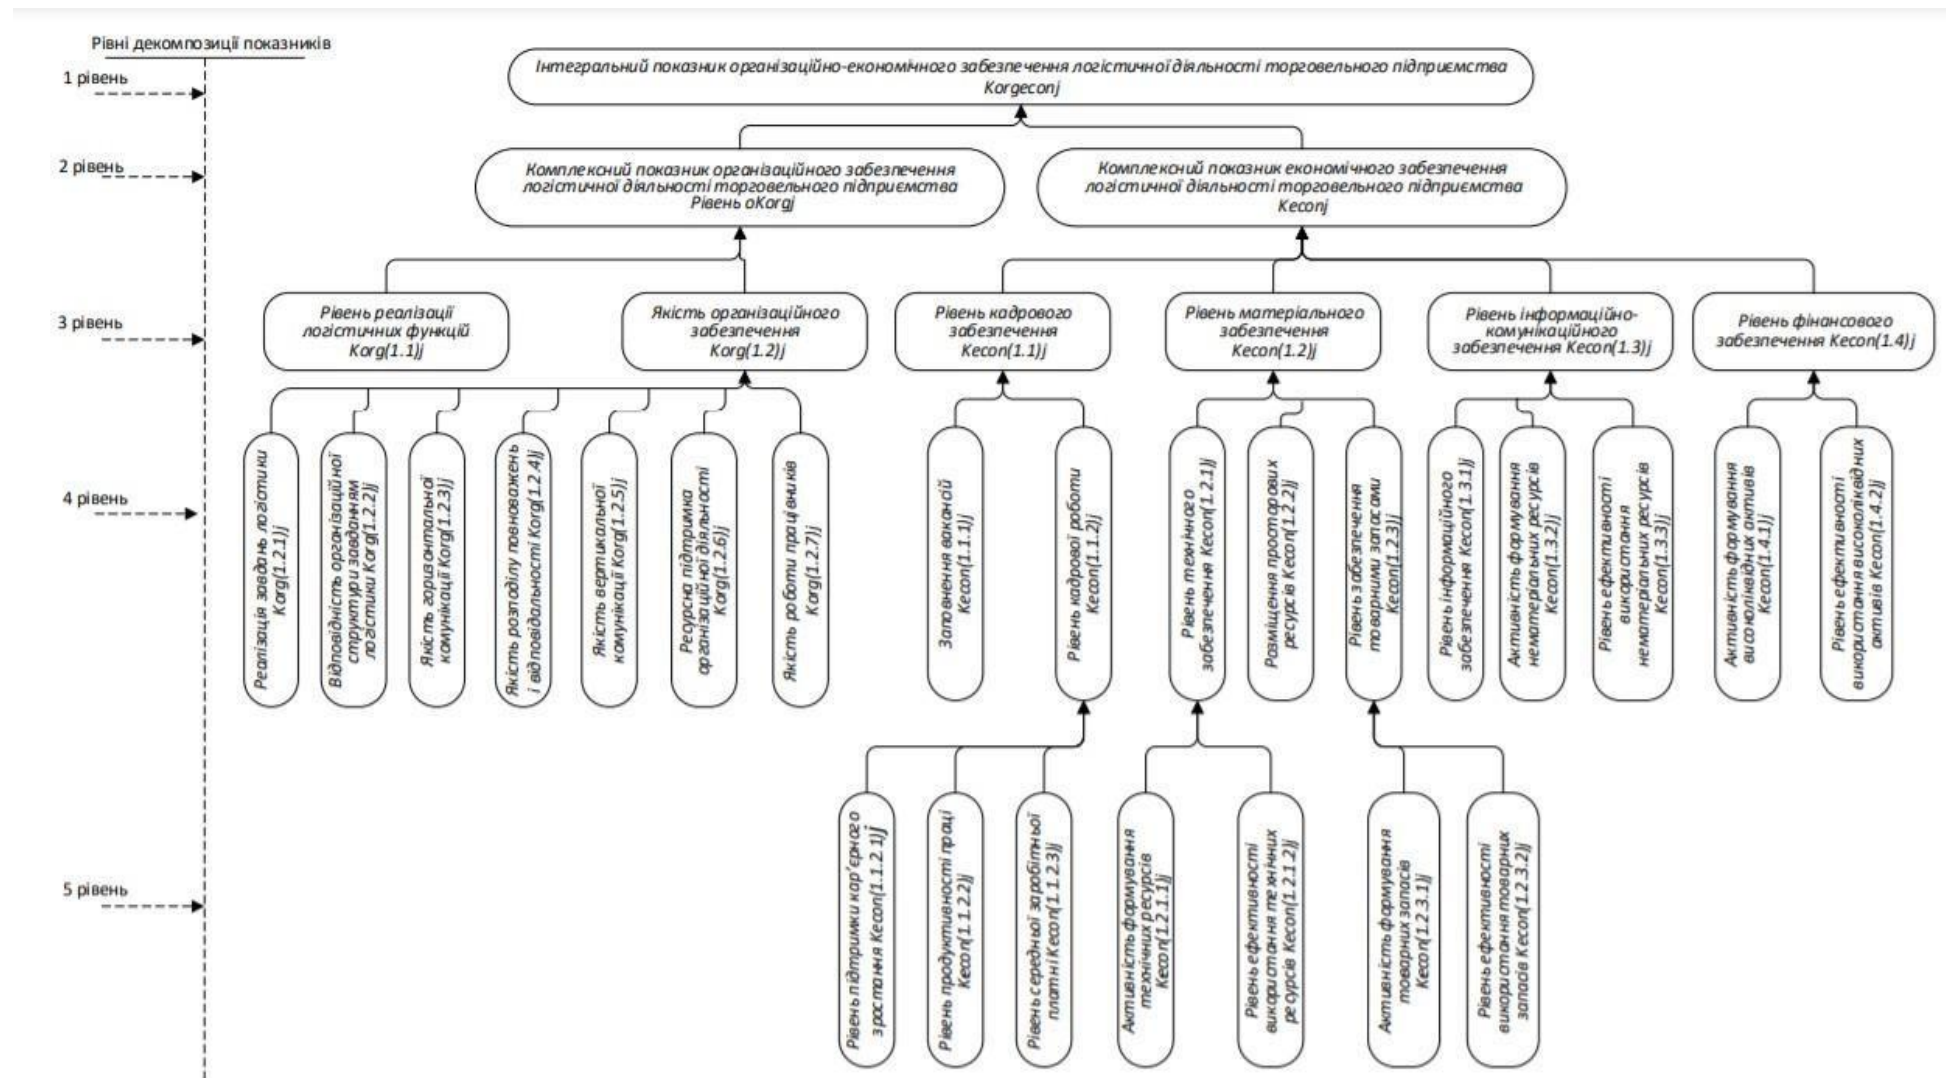 Рівні декомпозиції показників
1 рівень
Інтегральний показник організаційно-економічного забезпечення логістичної діяльності торговельного підприємства
Korgeconj
2 рівень
Комплексний показник організаційного забезпечення
логістичної діяльності торговельного підприємства
Рівень оKorgj
Комплексний показник економічного забезпечення
логістичної діяльності торговельного підприємства
Keconj
3 рівень
Рівень реалізації
логістичних функцій
Korg(1.1)j
Якість організаційного
забезпечення
Korg(1.2)j
Рівень кадрового
забезпечення
Kecon(1.1)j
Рівень матеріального
забезпечення
Kecon(1.2)j
Рівень інформаційно-
комунікаційного
забезпечення Kecon(1.3)j
Рівень фінансового
забезпечення Kecon(1.4)j
4 рівень
Реалізація завдань логістики
Korg(1.2.1)j
Відповідність організаційної
структури завданням
логістики Korg(1.2.2)j
Якість горизонтальної
комунікації Korg(1.2.3)j
Якість розподілу повноважень
і відповідальності Korg(1.2.4)j
Якість вертикальної
комунікації Korg(1.2.5)j
Ресурсна підтримка
організаційної діяльності
Korg(1.2.6)j
Якість роботи працівників
Korg(1.2.7)j
Заповнення вакансій
Kecon(1.1.1)j
Рівень кадрової роботи
Kecon(1.1.2)j
Рівень технічного
забезпечення Kecon(1.2.1)j
Розміщення просторових
ресурсів Kecon(1.2.2)j
Рівень забезпечення
товарними запасами
Kecon(1.2.3)j
Рівень інформаційного
забезпечення Kecon(1.3.1)j
Активність формування
нематеріальних ресурсів
Kecon(1.3.2)j
Рівень ефективності
використання
нематеріальних ресурсів
Kecon(1.3.3)j
Активність формування
високоліквідних активів
Kecon(1.4.1)j
Рівень ефективності
використання високоліквідних
активів Kecon(1.4.2)j
5 рівень
Рівень підтримки кар’єрного
зростання Kecon(1.1.2.1)j
Рівень продуктивності праці
Kecon(1.1.2.2)j
Рівень середньої заробітньої
платні Kecon(1.1.2.3)j
Активність формування
технічних ресурсів
Kecon(1.2.1.1)j
Рівень ефективності
використання технічних
ресурсів Kecon(1.2.1.2)j
Активність формування
товарних запасів
Kecon(1.2.3.1)j
Рівень ефективності
використання товарних
запасів Kecon(1.2.3.2)j